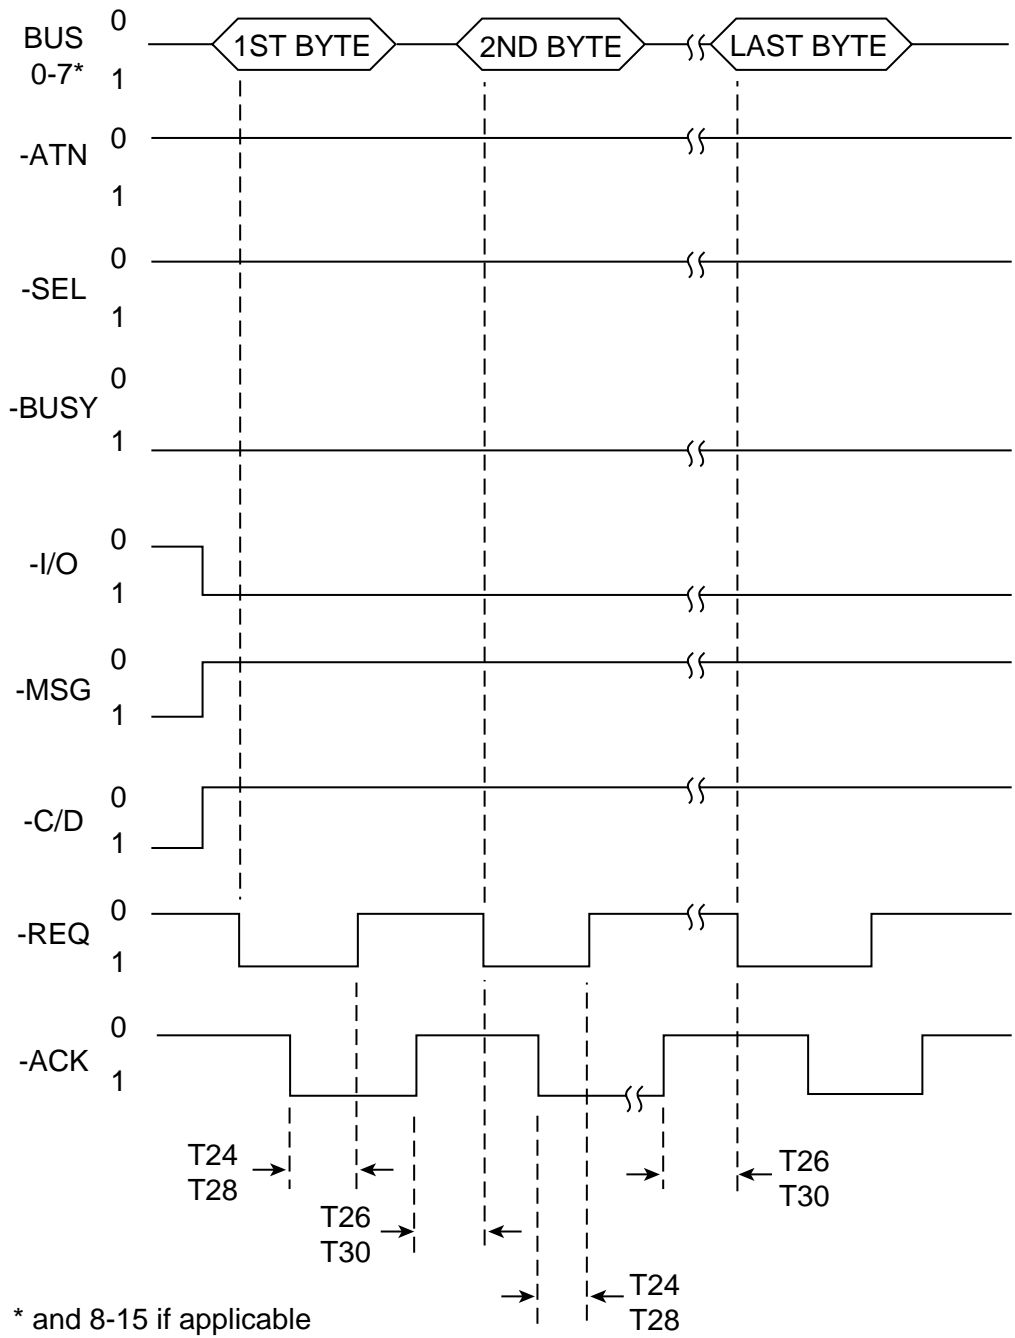 BUS
0-7*
0
1
1ST BYTE
2ND BYTE
LAST BYTE
-ATN
0
1
-SEL
0
1
-BUSY
0
1
-I/O
0
1
-MSG
0
1
-C/D
0
1
-REQ
0
1
-ACK
0
1
T24
T28
T26
T30
T26
T30
T24
T28
* and 8-15 if applicable